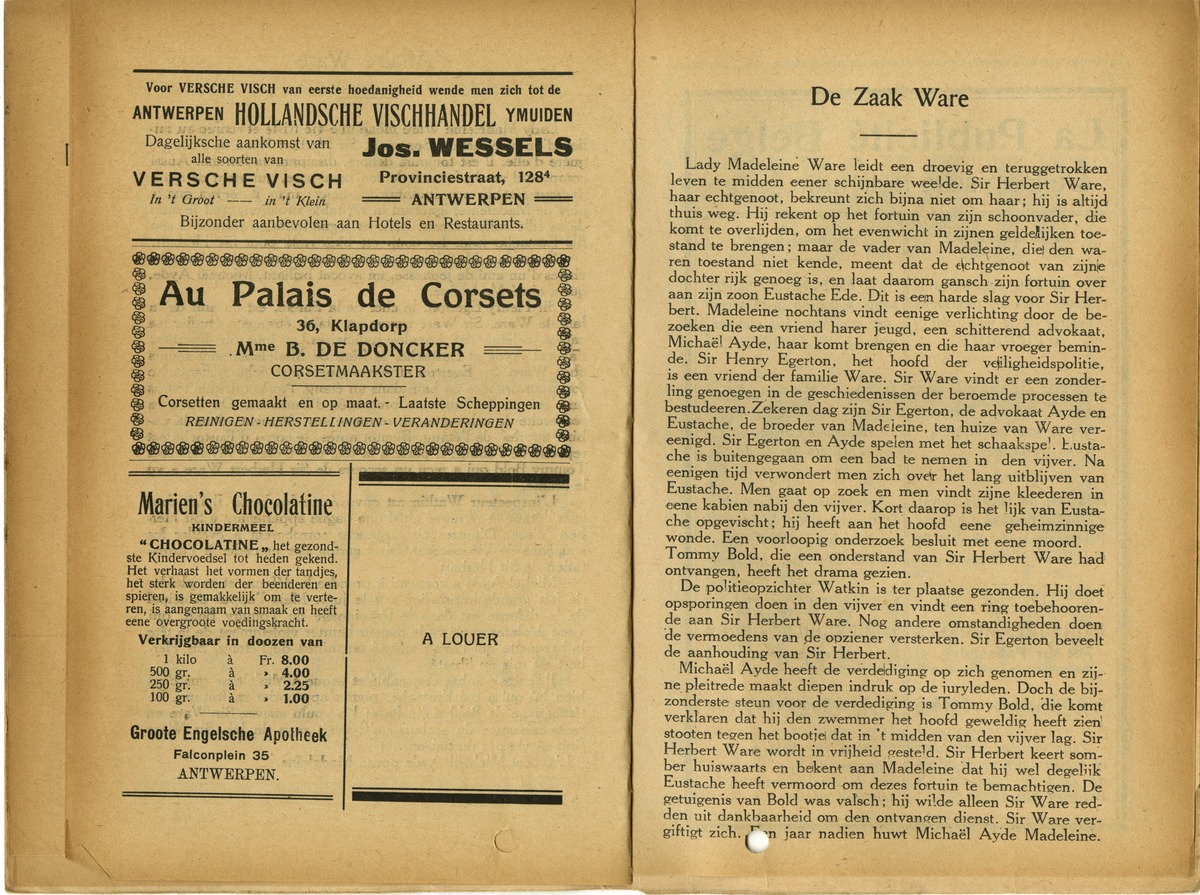 Voor VERSCHE VISCH van eerste hoedanigheid wende men zich tot de
ANTWERPEN HOLLANDSCHE VISCHHANDEL YMUIDEN
Dagelijksche aankomst van
alle soorten van
VERSCHE VISCH
In 't Groot —— in 't Klein
Jos. WESSELS
Provinciestraat, 128⁴
ANTWERPEN
Bijzonder aanbevolen aan Hotels en Restaurants.
Au Palais de Corsets
36, Klapdorp
Mme B. DE DONCKER
CORSETMAAKSTER
Corsetten gemaakt en op maat. - Laatste Scheppingen
REINIGEN - HERSTELLINGEN - VERANDERINGEN
Marien's Chocolatine
KINDERMEEL
"CHOCOLATINE„ het gezond-
ste Kindervoedsel tot heden gekend.
Het verhaast het vormen der tandjes,
het sterk worden der beenderen en
spieren, is gemakkelijk om te verte-
ren, is aangenaam van smaak en heeft
eene overgroote voedingskracht.
Verkrijgbaar in doozen van
1 kilo à Fr. 8.00
500 gr. à » 4.00
250 gr. à » 2.25
100 gr. à » 1.00
Groote Engelsche Apotheek
Falconplein 35
ANTWERPEN.
A LOUER
De Zaak Ware
Lady Madeleine Ware leidt een droevig en teruggetrokken
leven te midden eener schijnbare weelde. Sir Herbert Ware,
haar echtgenoot, bekreunt zich bijna niet om haar; hij is altijd
thuis weg. Hij rekent op het fortuin van zijn schoonvader, die
komt te overlijden, om het evenwicht in zijnen geldelijken toe-
stand te brengen; maar de vader van Madeleine, die den wa-
ren toestand niet kende, meent dat de echtgenoot van zijne
dochter rijk genoeg is, en laat daarom gansch zijn fortuin over
aan zijn zoon Eustache Ede. Dit is een harde slag voor Sir Her-
bert. Madeleine nochtans vindt eenige verlichting door de be-
zoeken die een vriend harer jeugd, een schitterend advokaat,
Michaël Ayde, haar komt brengen en die haar vroeger bemin-
de. Sir Henry Egerton, het hoofd der veiligheidspolitie,
is een vriend der familie Ware. Sir Ware vindt er een zonder-
ling genoegen in de geschiedenissen der beroemde processen te
bestudeeren. Zekeren dag zijn Sir Egerton, de advokaat Ayde en
Eustache, de broeder van Madeleine, ten huize van Ware ver-
eenigd. Sir Egerton en Ayde spelen met het schaakspel. Eusta-
che is buitengegaan om een bad te nemen in den vijver. Na
eenigen tijd verwondert men zich over het lang uitblijven van
Eustache. Men gaat op zoek en men vindt zijne kleederen in
eene kabien nabij den vijver. Kort daarop is het lijk van Eusta-
che opgevischt; hij heeft aan het hoofd eene geheimzinnige
wonde. Een voorloopig onderzoek besluit met eene moord.
Tommy Bold, die een onderstand van Sir Herbert Ware had
ontvangen, heeft het drama gezien.
De politieopzichter Watkin is ter plaatse gezonden. Hij doet
opsporingen doen in den vijver en vindt een ring toebehooren-
de aan Sir Herbert Ware. Nog andere omstandigheden doen
de vermoedens van de opziener versterken. Sir Egerton beveelt
de aanhouding van Sir Herbert.
Michaël Ayde heeft de verdediging op zich genomen en zij-
ne pleitrede maakt diepen indruk op de juryleden. Doch de bij-
zonderste steun voor de verdediging is Tommy Bold, die komt
verklaren dat hij den zwemmer het hoofd geweldig heeft zien
stooten tegen het bootje dat in 't midden van den vijver lag. Sir
Herbert Ware wordt in vrijheid gesteld. Sir Herbert keert som-
ber huiswaarts en bekent aan Madeleine dat hij wel degelijk
Eustache heeft vermoord om dezes fortuin te bemachtigen. De
getuigenis van Bold was valsch; hij wilde alleen Sir Ware red-
den uit dankbaarheid om den ontvangen dienst. Sir Ware ver-
giftigt zich. Een jaar nadien huwt Michaël Ayde Madeleine.